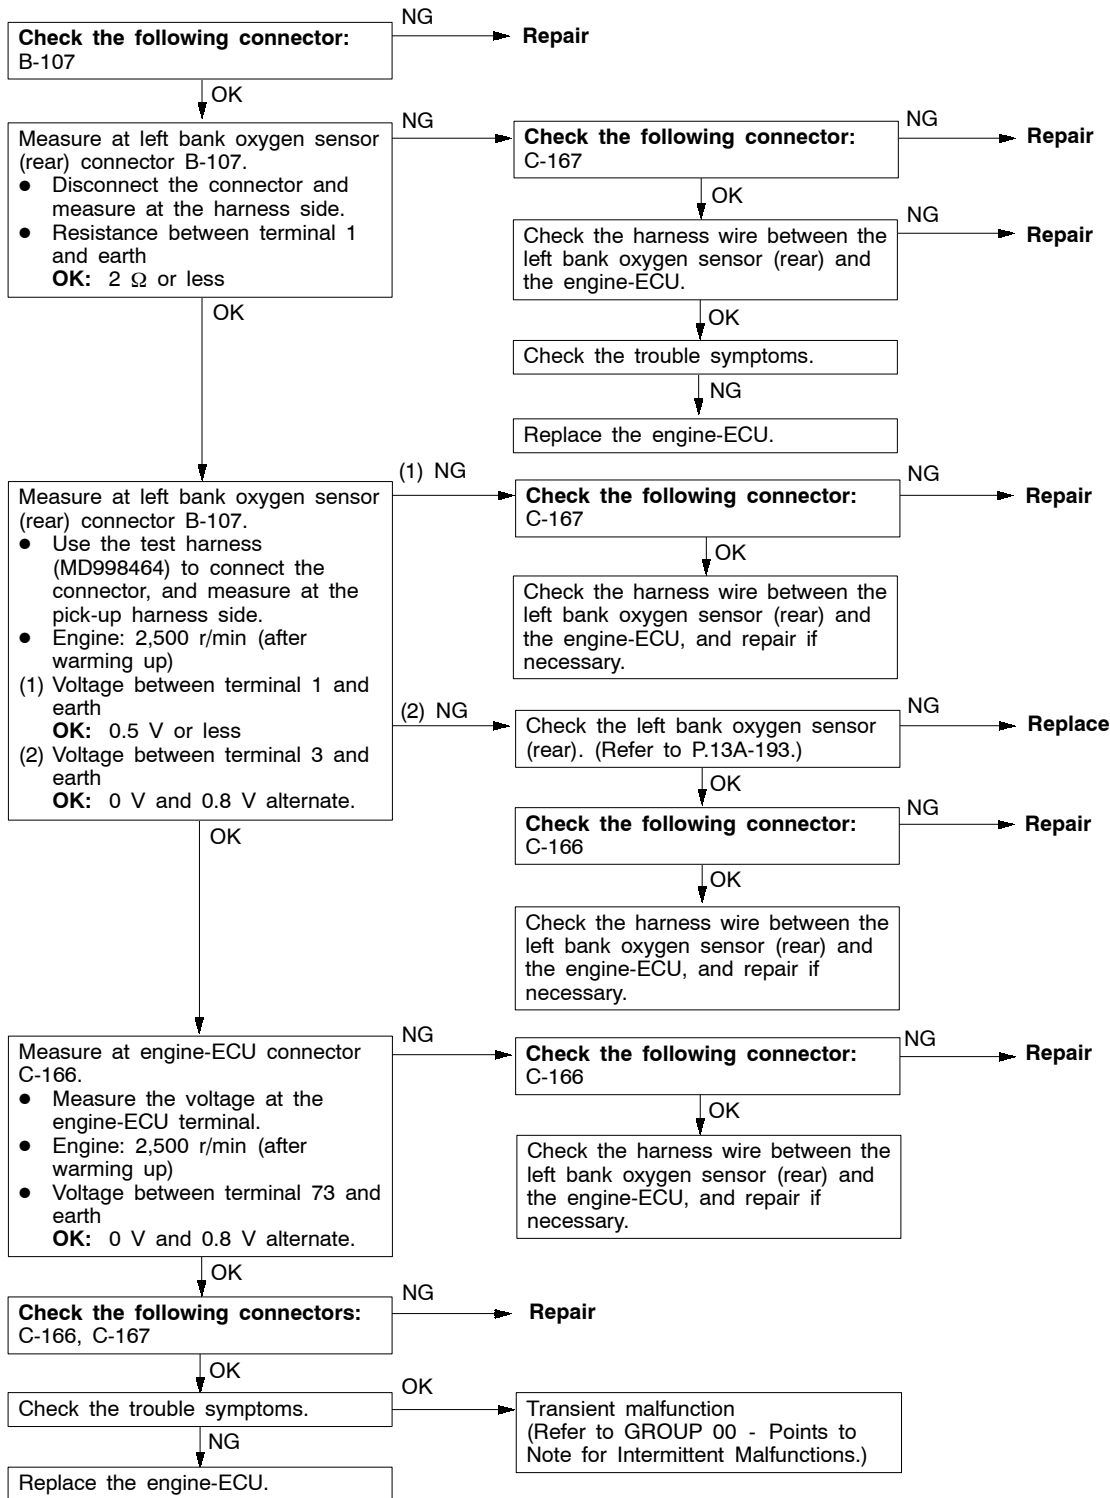 Check the following connector:
B-107
NG
Repair
OK
Measure at left bank oxygen sensor
(rear) connector B-107.
● Disconnect the connector and
measure at the harness side.
● Resistance between terminal 1
and earth
OK: 2 Ω or less
NG
Check the following connector:
C-167
NG
Repair
OK
Check the harness wire between the
left bank oxygen sensor (rear) and
the engine-ECU.
NG
Repair
OK
Check the trouble symptoms.
NG
Replace the engine-ECU.
OK
Measure at left bank oxygen sensor
(rear) connector B-107.
● Use the test harness
(MD998464) to connect the
connector, and measure at the
pick-up harness side.
● Engine: 2,500 r/min (after
warming up)
(1) Voltage between terminal 1 and
earth
OK: 0.5 V or less
(2) Voltage between terminal 3 and
earth
OK: 0 V and 0.8 V alternate.
(1) NG
Check the following connector:
C-167
NG
Repair
OK
Check the harness wire between the
left bank oxygen sensor (rear) and
the engine-ECU, and repair if
necessary.
(2) NG
Check the left bank oxygen sensor
(rear). (Refer to P.13A-193.)
NG
Replace
OK
Check the following connector:
C-166
NG
Repair
OK
Check the harness wire between the
left bank oxygen sensor (rear) and
the engine-ECU, and repair if
necessary.
OK
Measure at engine-ECU connector
C-166.
● Measure the voltage at the
engine-ECU terminal.
● Engine: 2,500 r/min (after
warming up)
● Voltage between terminal 73 and
earth
OK: 0 V and 0.8 V alternate.
NG
Check the following connector:
C-166
NG
Repair
OK
Check the harness wire between the
left bank oxygen sensor (rear) and
the engine-ECU, and repair if
necessary.
OK
Check the following connectors:
C-166, C-167
NG
Repair
OK
Check the trouble symptoms.
OK
Transient malfunction
(Refer to GROUP 00 - Points to
Note for Intermittent Malfunctions.)
NG
Replace the engine-ECU.